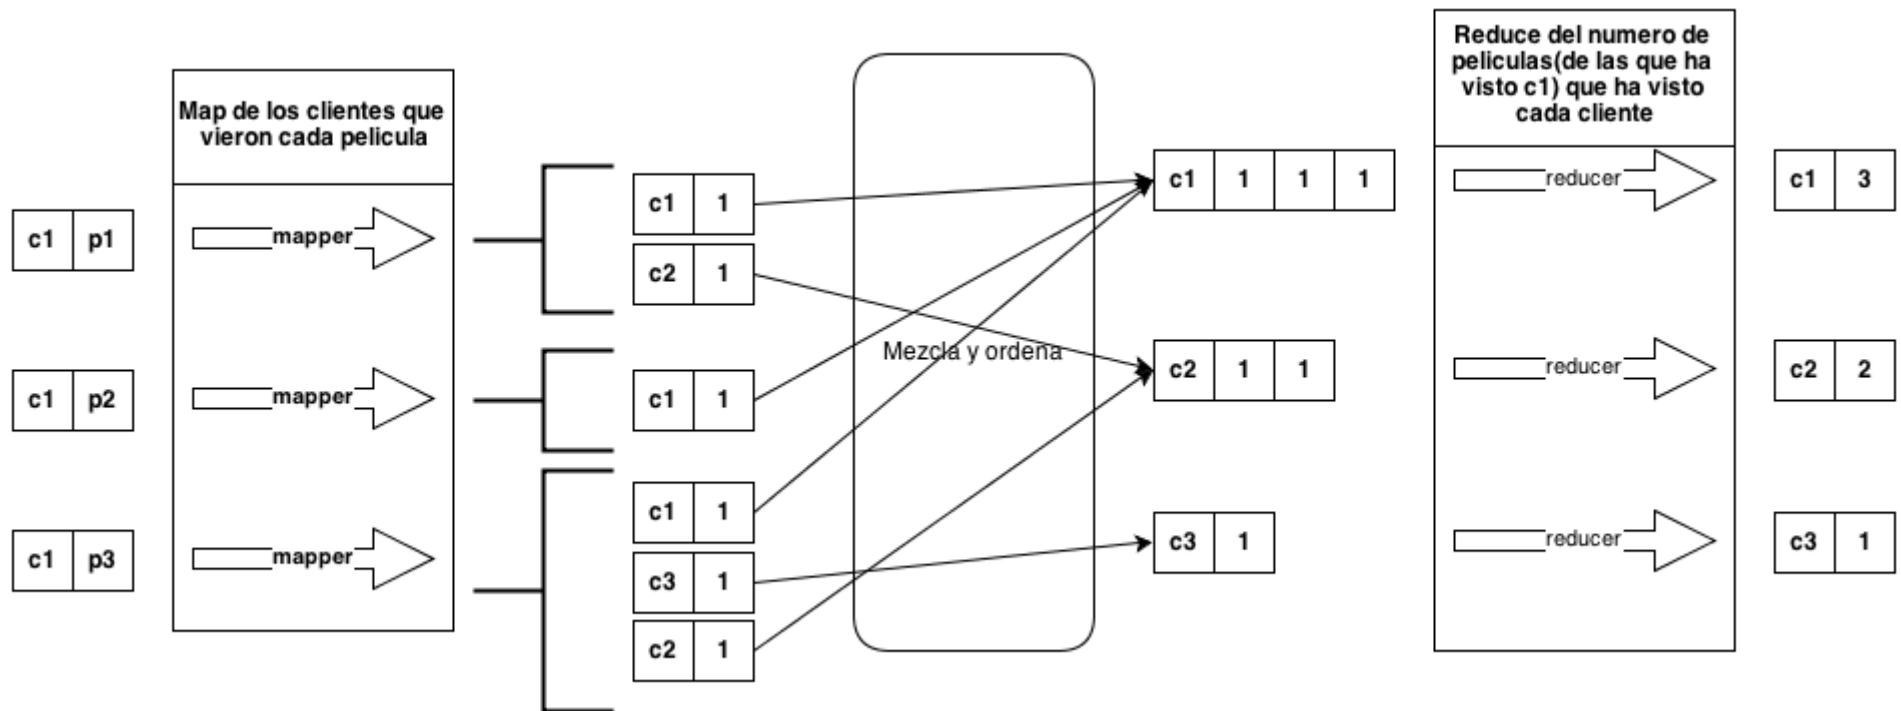 Map de los clientes que
vieron cada pelicula
c1 p1
mapper
c1 p2
mapper
c1 p3
mapper
c1 1
c2 1
c1 1
c1 1
c3 1
c2 1
Mezcla y ordena
c1 1 1 1
c2 1 1
c3 1
Reduce del numero de
peliculas(de las que ha
visto c1) que ha visto
cada cliente
reducer
c1 3
reducer
c2 2
reducer
c3 1